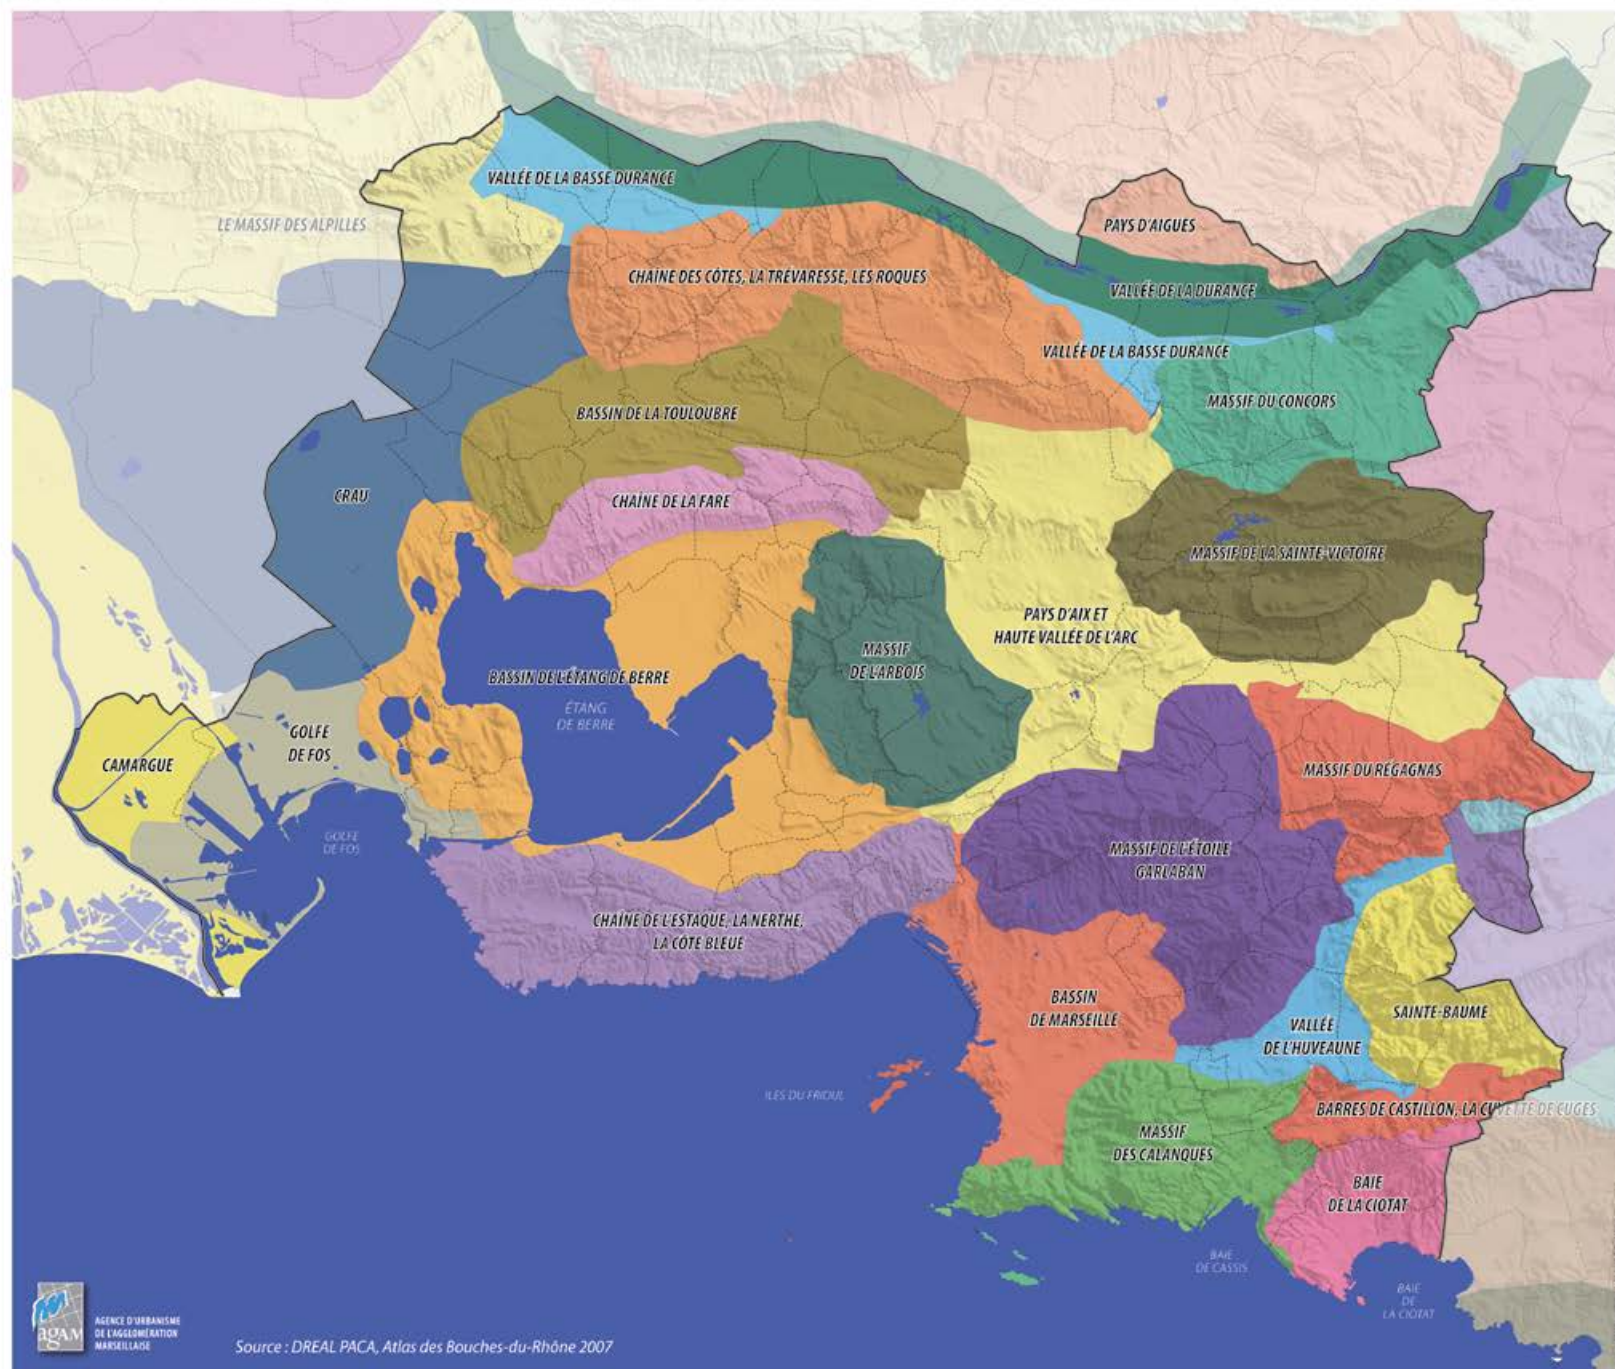 VALLÉE DE LA BASSE DURANCE
LE MASSIF DES ALPILLES
PAYS D'AIGUES
CHAÎNE DES CÔTES, LA TRÉVARESSE, LES ROQUES
VALLÉE DE LA DURANCE
VALLÉE DE LA BASSE DURANCE
MASSIF DU CONCORS
BASSIN DE LA TOULOUBRE
CRAU
CHAÎNE DE LA FARE
MASSIF DE LA SAINTE-VICTOIRE
PAYS D'AIX ET
HAUTE VALLÉE DE L'ARC
MASSIF
DE L'ARBOIS
BASSIN DE L'ÉTANG DE BERRE
ÉTANG
DE BERRE
GOLFE
DE FOS
CAMARGUE
MASSIF DU RÉGAGNAS
GOLFE
DE FOS
MASSIF DE L'ÉTOILE
GARLABAN
CHAÎNE DE L'ESTAQUE, LA NERTHE,
LA CÔTE BLEUE
BASSIN
DE MARSEILLE
SAINTE-BAUME
VALLÉE
DE L'HUVEAUNE
ILES DU FRIOUL
BARRES DE CASTILLON, LA CUVETTE DE CUGES
MASSIF
DES CALANQUES
BAIE
DE LA CIOTAT
BAIE
DE CASSIS
BAIE
DE
LA CIOTAT
agAM
AGENCE D'URBANISME
DE L'AGGLOMÉRATION
MARSEILLAISE
Source : DREAL PACA, Atlas des Bouches-du-Rhône 2007